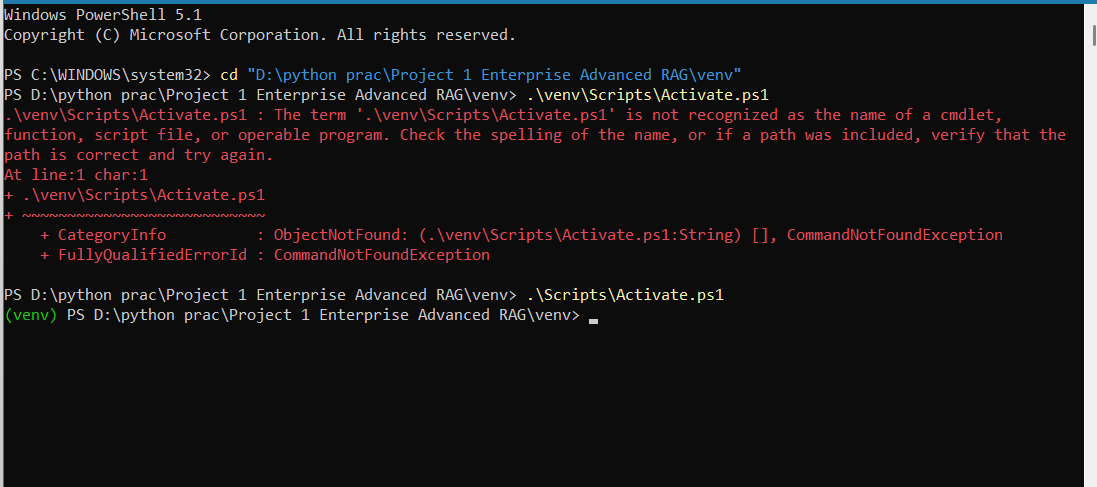 Windows PowerShell 5.1
Copyright (C) Microsoft Corporation. All rights reserved.
PS C:\WINDOWS\system32> cd "D:\python prac\Project 1 Enterprise Advanced RAG\venv"
PS D:\python prac\Project 1 Enterprise Advanced RAG\venv> .\venv\Scripts\Activate.ps1
.\venv\Scripts\Activate.ps1 : The term '.\venv\Scripts\Activate.ps1' is not recognized as the name of a cmdlet,
function, script file, or operable program. Check the spelling of the name, or if a path was included, verify that the
path is correct and try again.
At line:1 char:1
+ .\venv\Scripts\Activate.ps1
+ ~~~~~~~~~~~~~~~~~~~~~~~~~~~
    + CategoryInfo          : ObjectNotFound: (.\venv\Scripts\Activate.ps1:String) [], CommandNotFoundException
    + FullyQualifiedErrorId : CommandNotFoundException
PS D:\python prac\Project 1 Enterprise Advanced RAG\venv> .\Scripts\Activate.ps1
(venv) PS D:\python prac\Project 1 Enterprise Advanced RAG\venv>